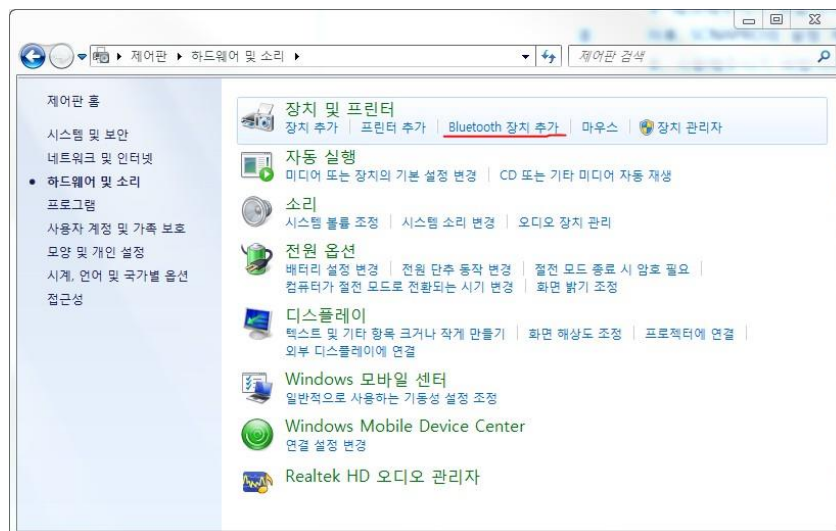 제어판 ▸ 하드웨어 및 소리 ▸
제어판 검색
제어판 홈
시스템 및 보안
네트워크 및 인터넷
• 하드웨어 및 소리
프로그램
사용자 계정 및 가족 보호
모양 및 개인 설정
시계, 언어 및 국가별 옵션
접근성
장치 및 프린터
장치 추가 | 프린터 추가 | Bluetooth 장치 추가 | 마우스 | 장치 관리자
자동 실행
미디어 또는 장치의 기본 설정 변경 | CD 또는 기타 미디어 자동 재생
소리
시스템 볼륨 조정 | 시스템 소리 변경 | 오디오 장치 관리
전원 옵션
배터리 설정 변경 | 전원 단추 동작 변경 | 절전 모드 종료 시 암호 필요 |
컴퓨터가 절전 모드로 전환되는 시기 변경 | 화면 밝기 조정
디스플레이
텍스트 및 기타 항목 크거나 작게 만들기 | 화면 해상도 조정 | 프로젝터에 연결 |
외부 디스플레이에 연결
Windows 모바일 센터
일반적으로 사용하는 기동성 설정 조정
Windows Mobile Device Center
연결 설정 변경
Realtek HD 오디오 관리자